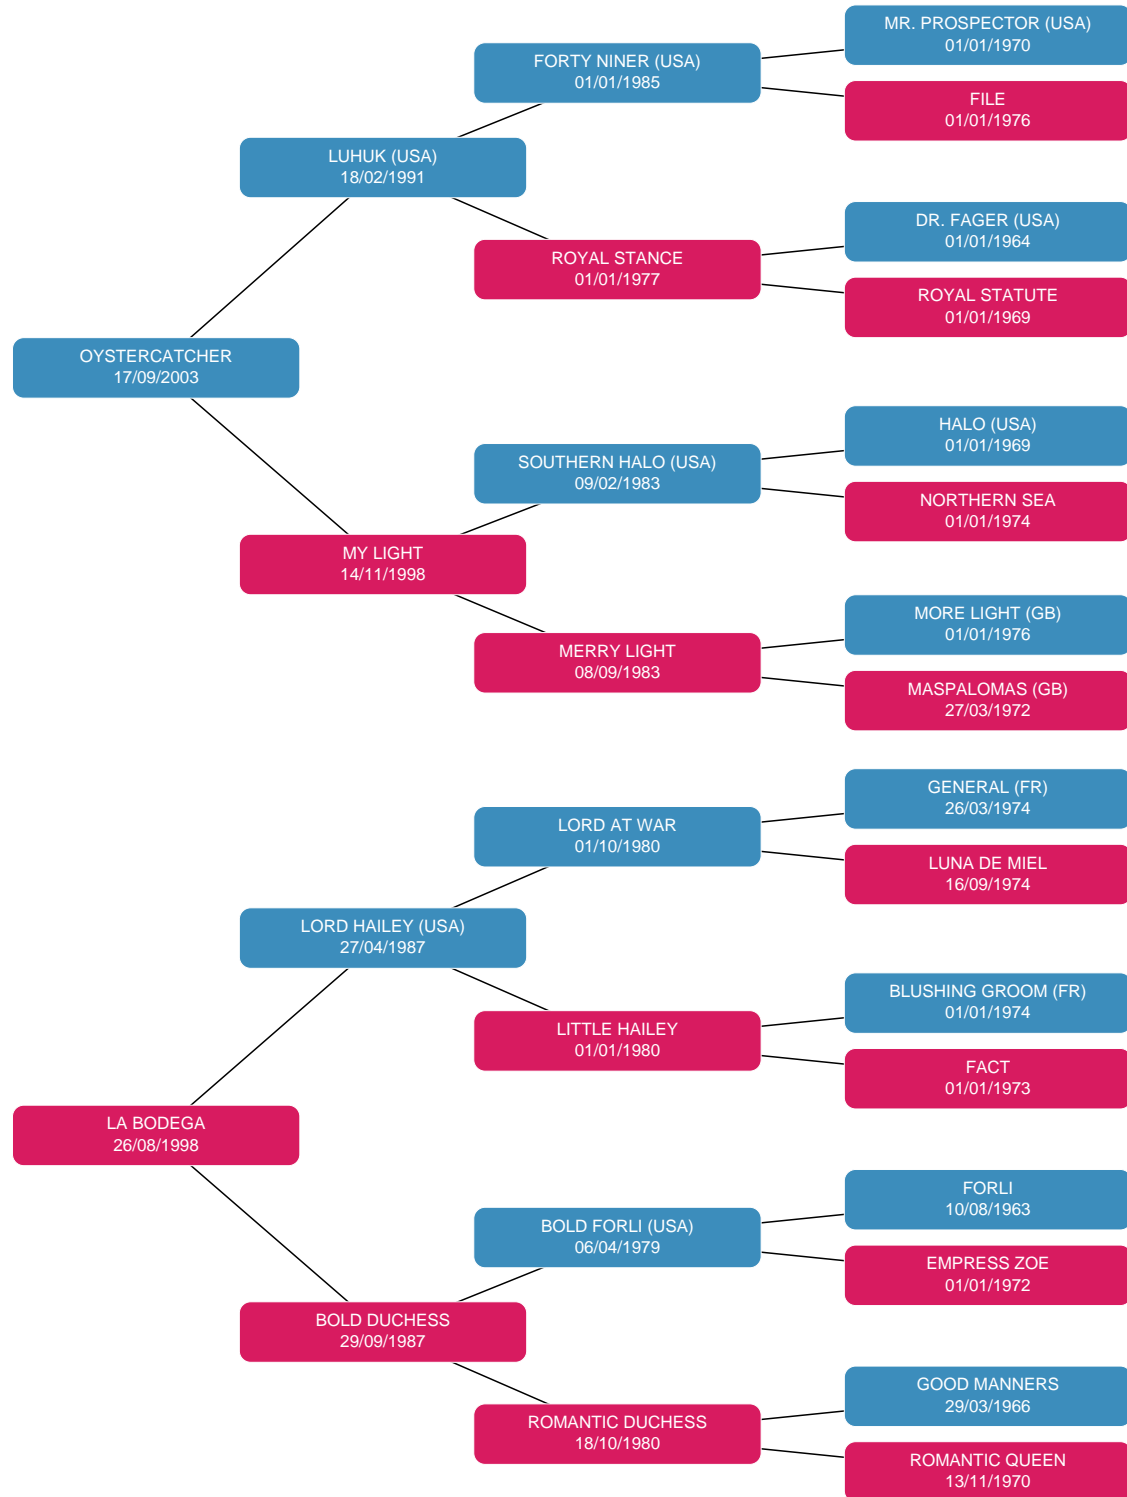 MR. PROSPECTOR (USA)
01/01/1970
FORTY NINER (USA)
01/01/1985
FILE
01/01/1976
LUHUK (USA)
18/02/1991
DR. FAGER (USA)
01/01/1964
ROYAL STANCE
01/01/1977
ROYAL STATUTE
01/01/1969
OYSTERCATCHER
17/09/2003
HALO (USA)
01/01/1969
SOUTHERN HALO (USA)
09/02/1983
NORTHERN SEA
01/01/1974
MY LIGHT
14/11/1998
MORE LIGHT (GB)
01/01/1976
MERRY LIGHT
08/09/1983
MASPALOMAS (GB)
27/03/1972
GENERAL (FR)
26/03/1974
LORD AT WAR
01/10/1980
LUNA DE MIEL
16/09/1974
LORD HAILEY (USA)
27/04/1987
BLUSHING GROOM (FR)
01/01/1974
LITTLE HAILEY
01/01/1980
FACT
01/01/1973
LA BODEGA
26/08/1998
FORLI
10/08/1963
BOLD FORLI (USA)
06/04/1979
EMPRESS ZOE
01/01/1972
BOLD DUCHESS
29/09/1987
GOOD MANNERS
29/03/1966
ROMANTIC DUCHESS
18/10/1980
ROMANTIC QUEEN
13/11/1970